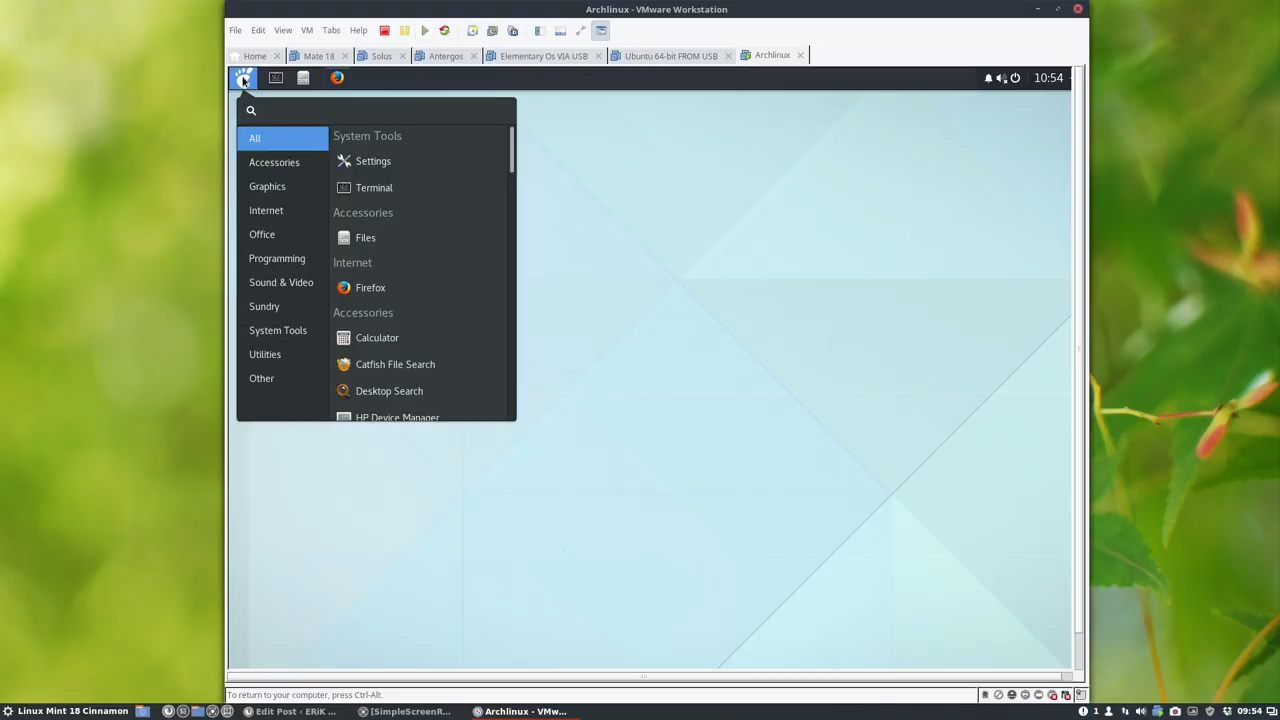 Archlinux - VMware Workstation
File Edit View VM Tabs Help
Home Mate 18 Solus Antergos Elementary Os VIA USB Ubuntu 64-bit FROM USB Archlinux
10:54
All
Accessories
Graphics
Internet
Office
Programming
Sound & Video
Sundry
System Tools
Utilities
Other
System Tools
Settings
Terminal
Accessories
Files
Internet
Firefox
Accessories
Calculator
Catfish File Search
Desktop Search
HP Device Manager
To return to your computer, press Ctrl-Alt.
Linux Mint 18 Cinnamon Edit Post ‹ ERiK ... [SimpleScreenR... Archlinux - VMw... 1 09:54